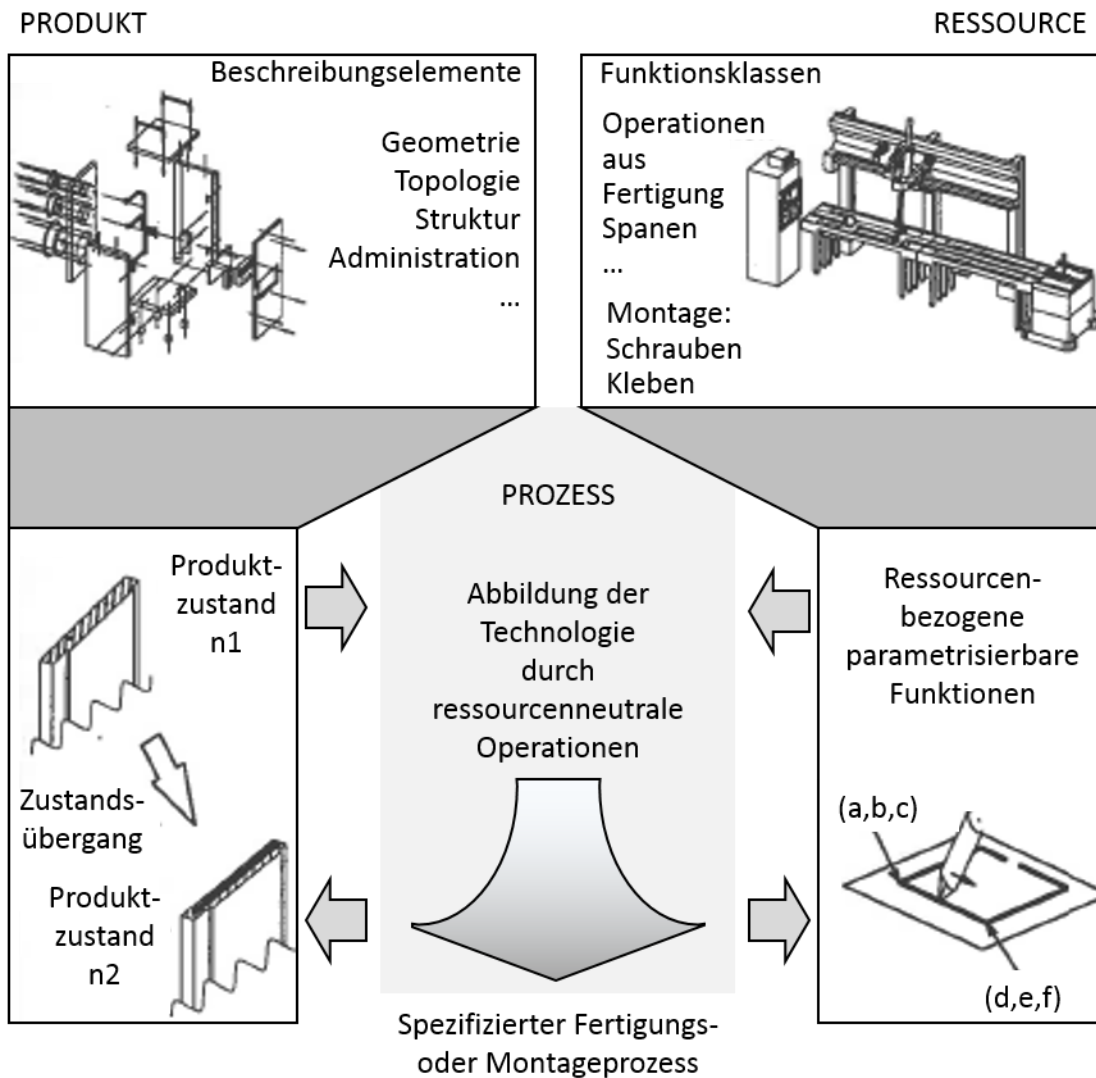 PRODUKT
RESSOURCE
Beschreibungselemente
Geometrie
Topologie
Struktur
Administration
...
Funktionsklassen
Operationen
aus
Fertigung
Spanen
...
Montage:
Schrauben
Kleben
PROZESS
Produkt-
zustand
n1
Zustands-
übergang
Produkt-
zustand
n2
Abbildung der
Technologie
durch
ressourcenneutrale
Operationen
Ressourcen-
bezogene
parametrisierbare
Funktionen
(a,b,c)
(d,e,f)
Spezifizierter Fertigungs-
oder Montageprozess